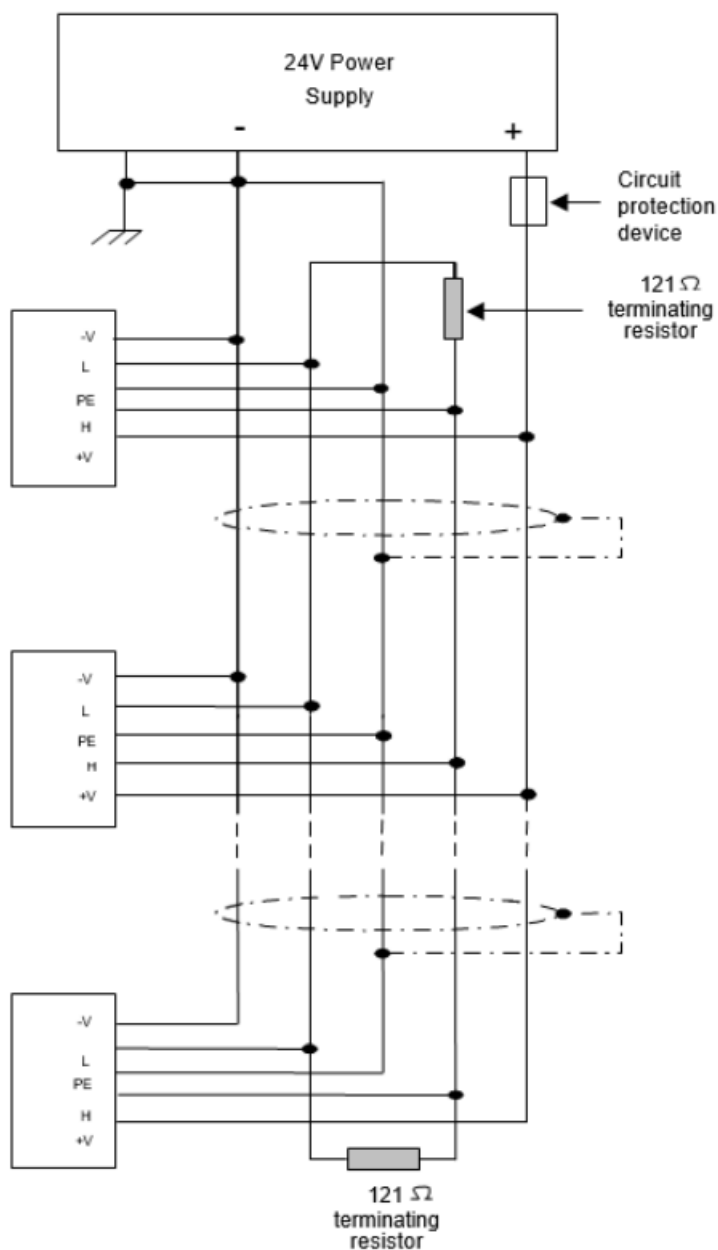 24V Power
Supply
-
+
Circuit
protection
device
121 Ω
terminating
resistor
-V
L
PE
H
+V
-V
L
PE
H
+V
-V
L
PE
H
+V
121 Ω
terminating
resistor